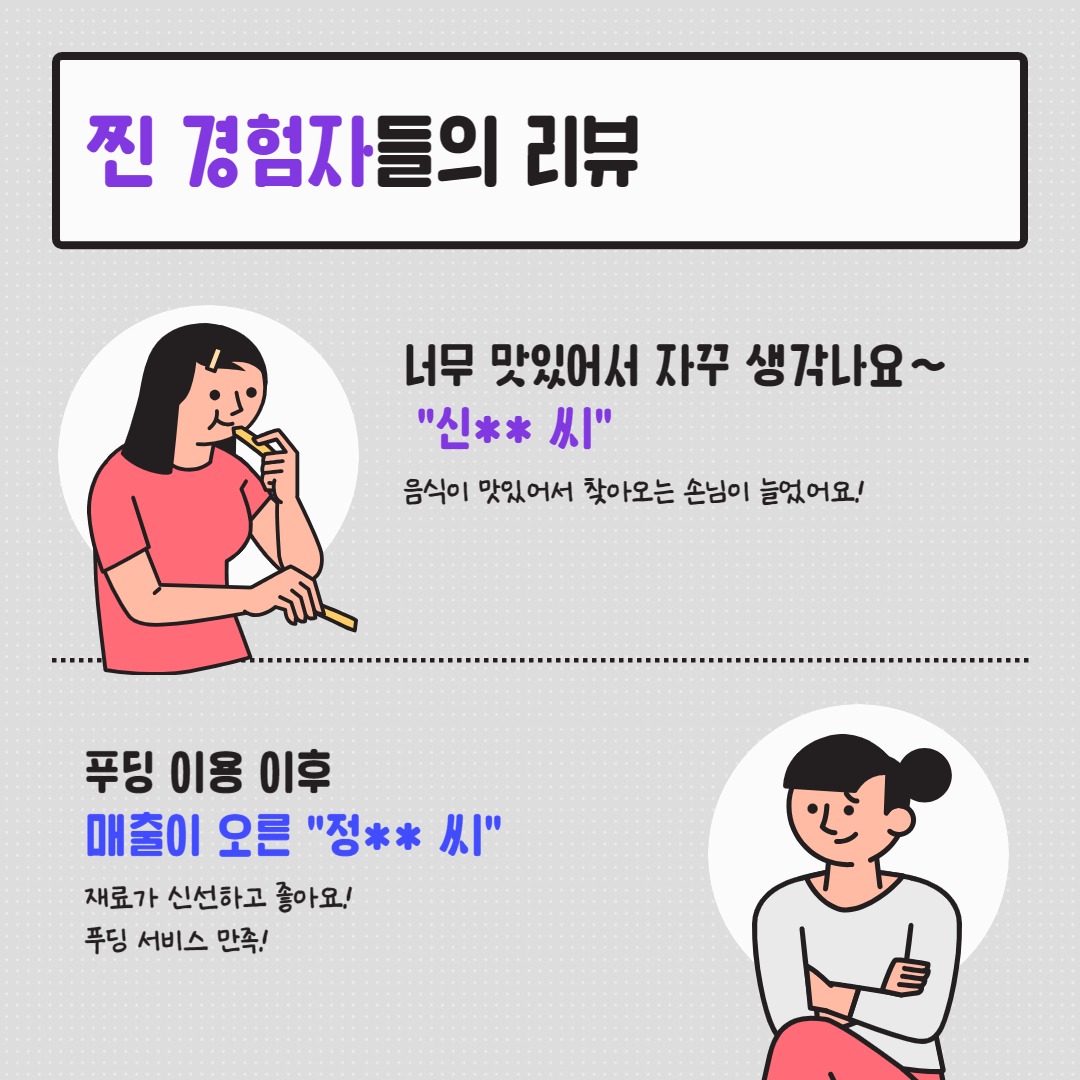 찐 경험자들의 리뷰
너무 맛있어서 자꾸 생각나요~
"신** 씨"
음식이 맛있어서 찾아오는 손님이 늘었어요!
푸딩 이용 이후
매출이 오른 "정** 씨"
재료가 신선하고 좋아요!
푸딩 서비스 만족!